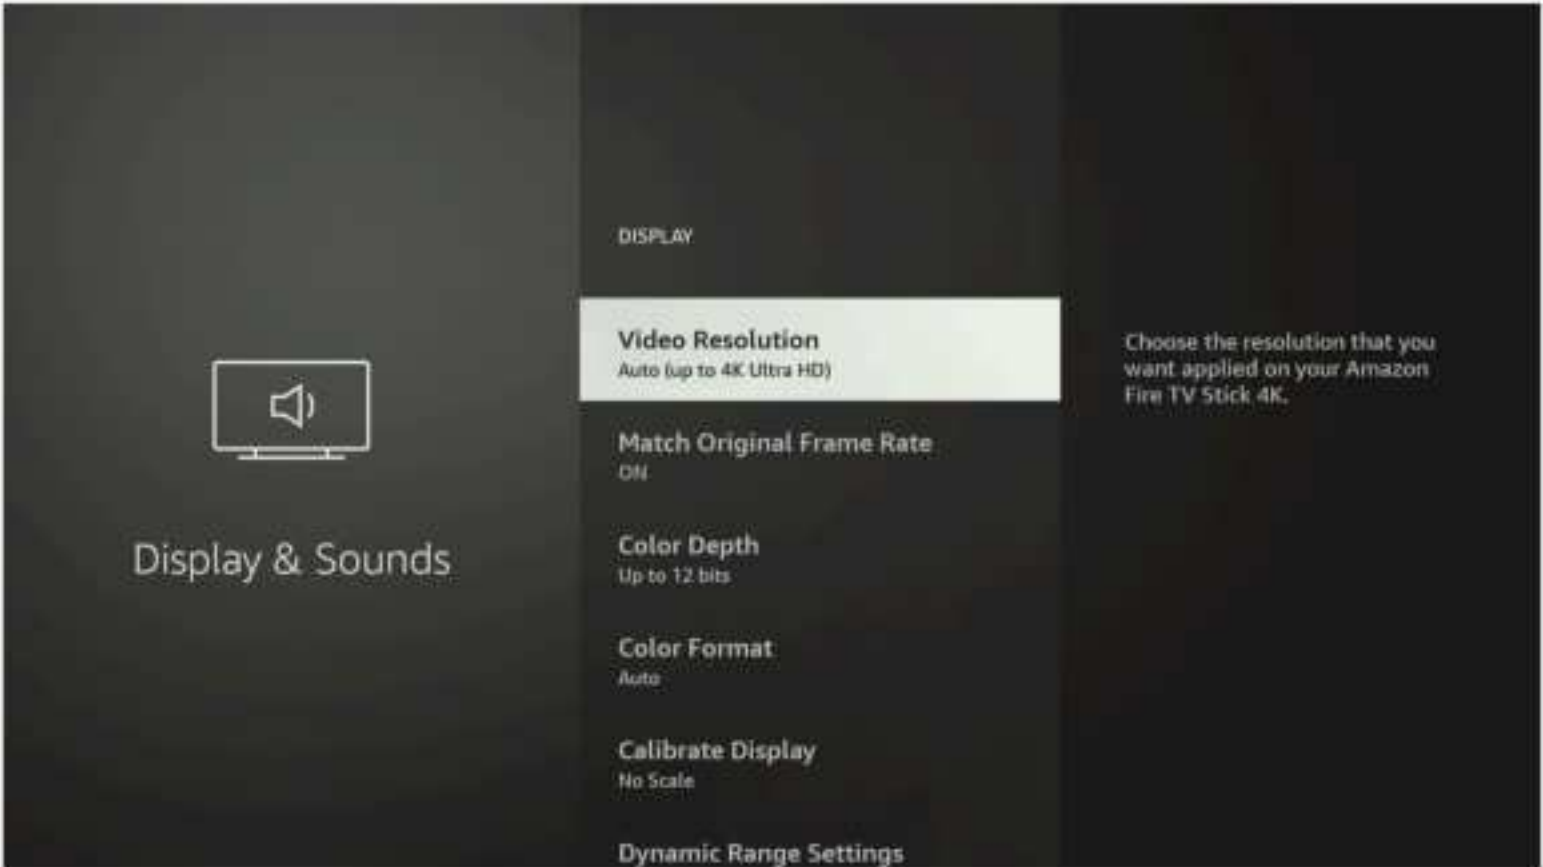 Display & Sounds
DISPLAY
Video Resolution
Auto (up to 4K Ultra HD)
Match Original Frame Rate
ON
Color Depth
Up to 12 bits
Color Format
Auto
Calibrate Display
No Scale
Dynamic Range Settings
Choose the resolution that you
want applied on your Amazon
Fire TV Stick 4K.